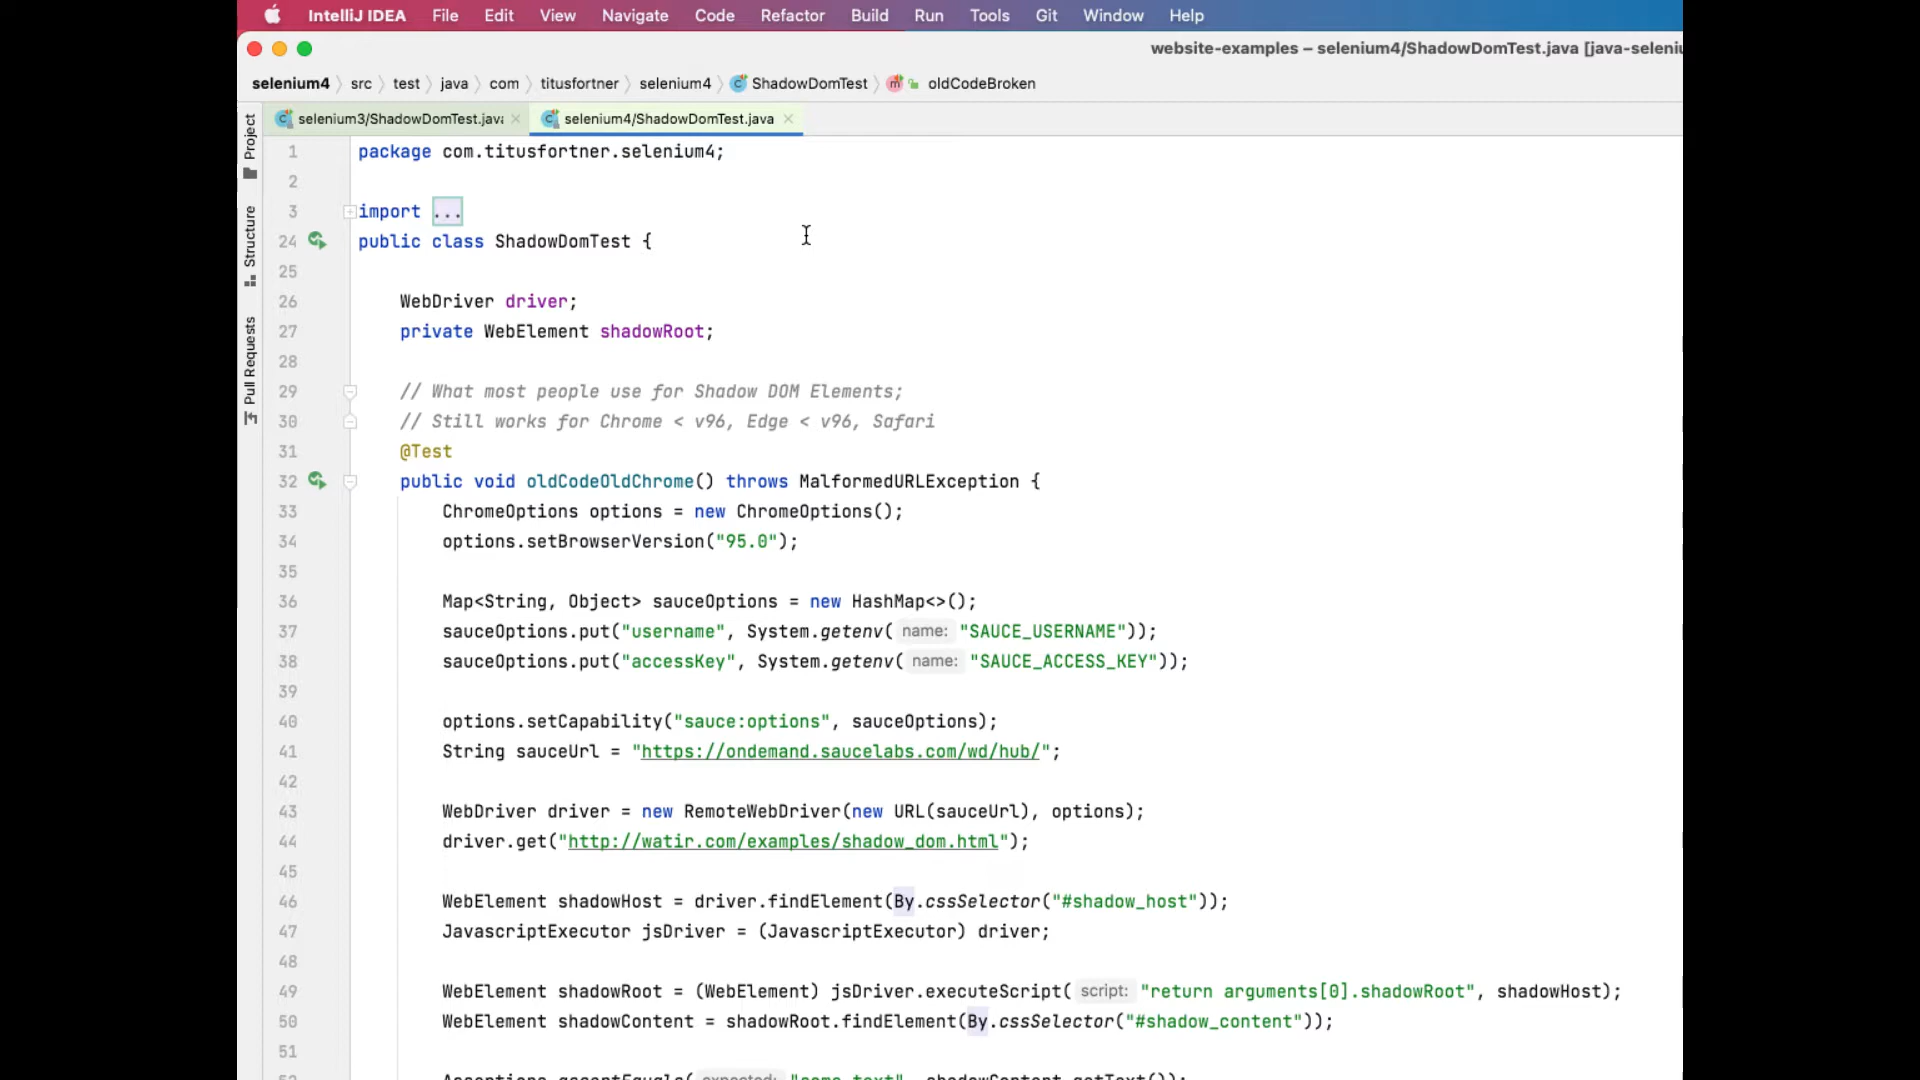 IntelliJ IDEA File Edit View Navigate Code Refactor Build Run Tools Git Window Help
website-examples – selenium4/ShadowDomTest.java [java-seleniu
selenium4 src test java com titusfortner selenium4 ShadowDomTest oldCodeBroken
selenium3/ShadowDomTest.java selenium4/ShadowDomTest.java
Project
Structure
Pull Requests
1 package com.titusfortner.selenium4;
2
3 import ...
24 public class ShadowDomTest {
25
26 WebDriver driver;
27 private WebElement shadowRoot;
28
29 // What most people use for Shadow DOM Elements;
30 // Still works for Chrome < v96, Edge < v96, Safari
31 @Test
32 public void oldCodeOldChrome() throws MalformedURLException {
33 ChromeOptions options = new ChromeOptions();
34 options.setBrowserVersion("95.0");
35
36 Map<String, Object> sauceOptions = new HashMap<>();
37 sauceOptions.put("username", System.getenv( name: "SAUCE_USERNAME"));
38 sauceOptions.put("accessKey", System.getenv( name: "SAUCE_ACCESS_KEY"));
39
40 options.setCapability("sauce:options", sauceOptions);
41 String sauceUrl = "https://ondemand.saucelabs.com/wd/hub/";
42
43 WebDriver driver = new RemoteWebDriver(new URL(sauceUrl), options);
44 driver.get("http://watir.com/examples/shadow_dom.html");
45
46 WebElement shadowHost = driver.findElement(By.cssSelector("#shadow_host"));
47 JavascriptExecutor jsDriver = (JavascriptExecutor) driver;
48
49 WebElement shadowRoot = (WebElement) jsDriver.executeScript( script: "return arguments[0].shadowRoot", shadowHost);
50 WebElement shadowContent = shadowRoot.findElement(By.cssSelector("#shadow_content"));
51
52 Assertions.assertEquals( expected: "some text", shadowContent.getText());